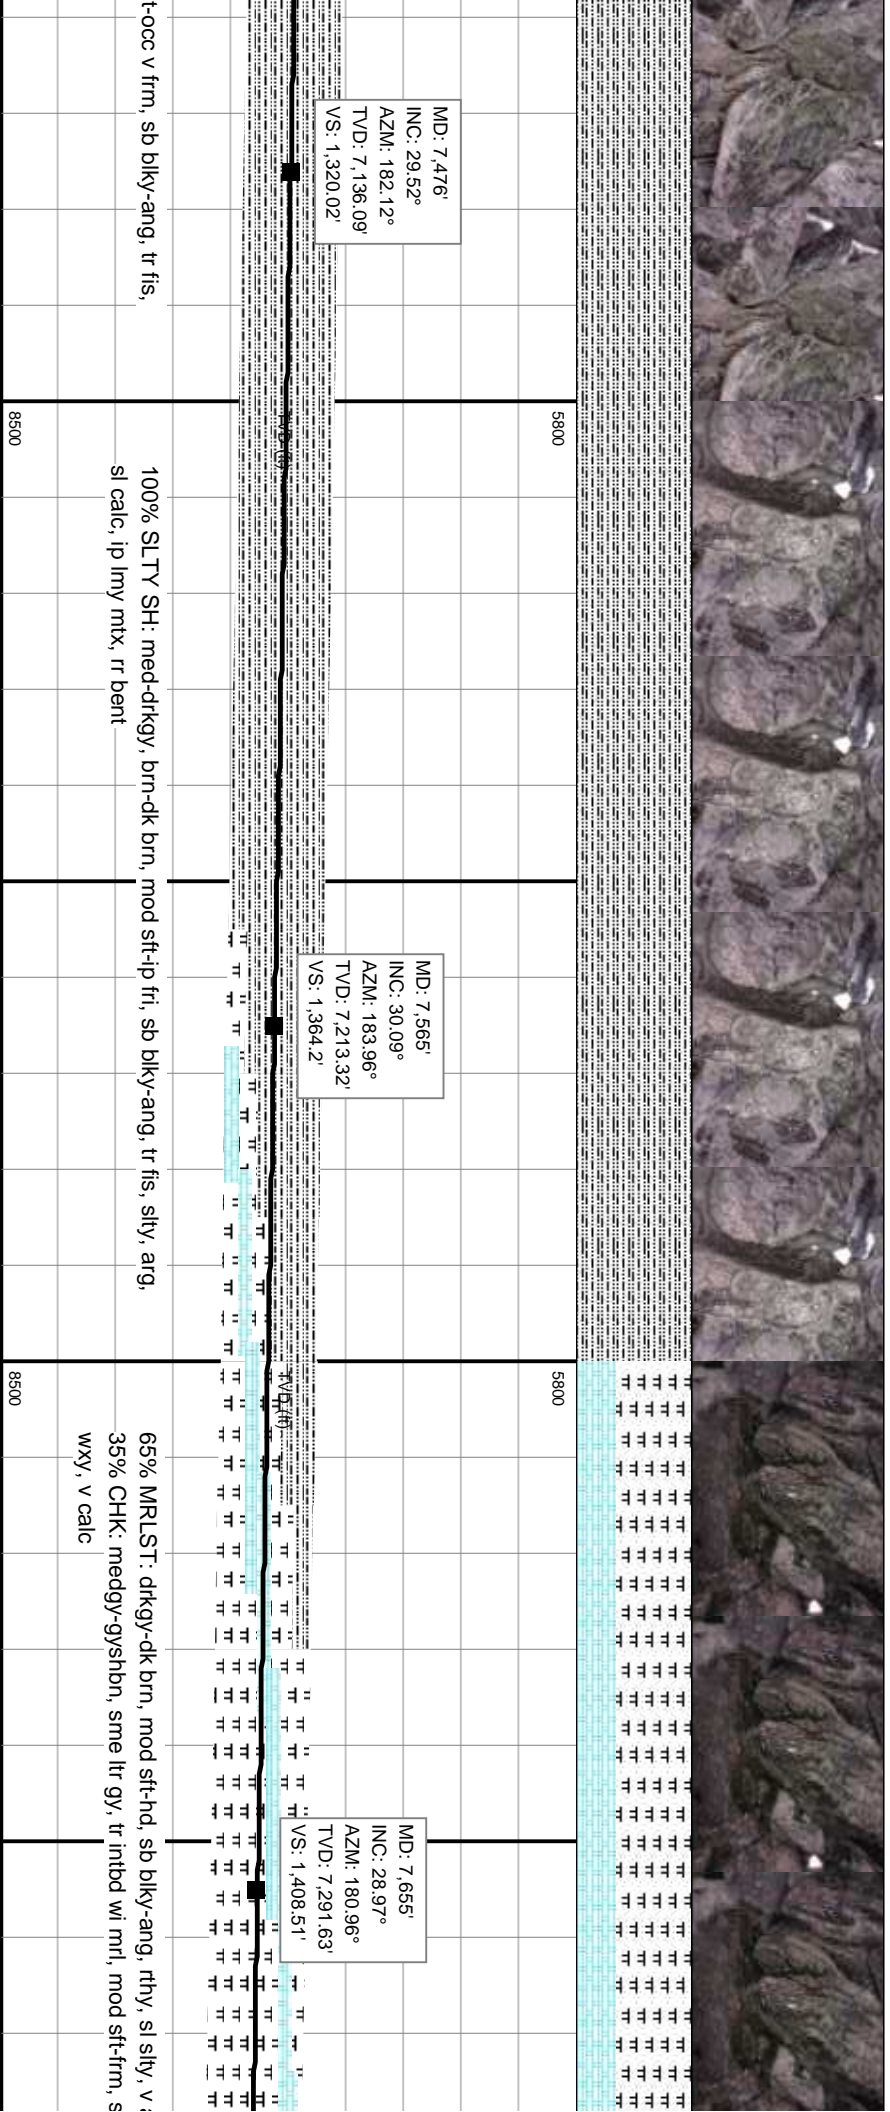 t-occ v frm, sb blky-ang, tr fis,
MD: 7,476'
INC: 29.52°
AZM: 182.12°
TVD: 7,136.09'
VS: 1,320.02'
5800
TVD (ft)
8500
100% SLTY SH: med-drkgy, brn-dk brn, mod sft-ip fri, sb blky-ang, tr fis, slty, arg,
sl calc, ip lmy mtx, rr bent
MD: 7,565'
INC: 30.09°
AZM: 183.96°
TVD: 7,213.32'
VS: 1,364.2'
5800
TVD (ft)
8500
65% MRLST: drkgy-dk brn, mod sft-hd, sb blky-ang, rthy, sl slty, v
35% CHK: medgy-gyshbn, sme ltr gy, tr intbd wi mrl, mod sft-frm, s
wxy, v calc
MD: 7,655'
INC: 28.97°
AZM: 180.96°
TVD: 7,291.63'
VS: 1,408.51'